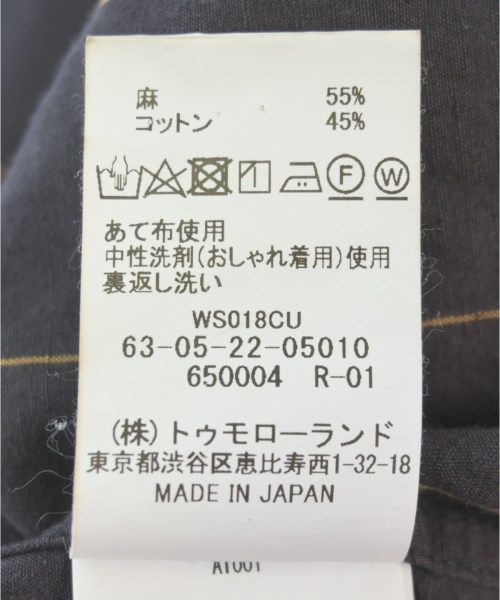 麻 55%
コットン 45%
F W
あて布使用
中性洗剤(おしゃれ着用)使用
裏返し洗い
WS018CU
63-05-22-05010
650004 R-01
(株)トゥモローランド
東京都渋谷区恵比寿西1-32-18
MADE IN JAPAN